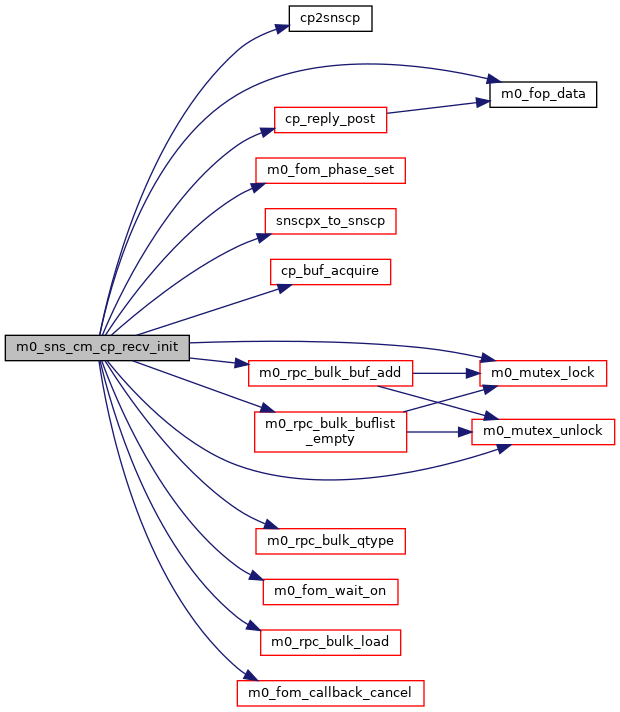 cp2snscp
m0_fop_data
cp_reply_post
m0_fom_phase_set
snscpx_to_snscp
cp_buf_acquire
m0_sns_cm_cp_recv_init
m0_rpc_bulk_buf_add
m0_mutex_lock
m0_rpc_bulk_buflist
_empty
m0_mutex_unlock
m0_rpc_bulk_qtype
m0_fom_wait_on
m0_rpc_bulk_load
m0_fom_callback_cancel